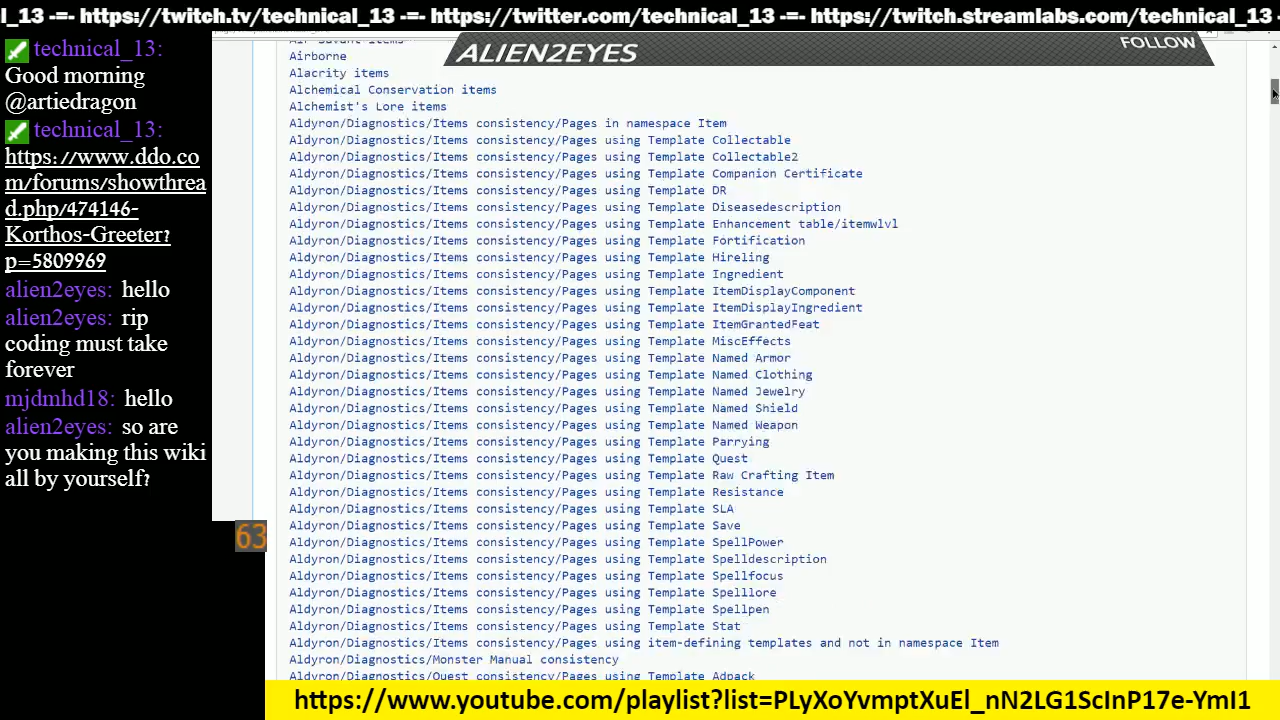 l_13 -=- https://twitch.tv/technical_13 -=- https://twitter.com/technical_13 -=- https://twitch.streamlabs.com/technical_13
technical_13:
Good morning
@artiedragon
technical_13:
https://www.ddo.co
m/forums/showthrea
d.php/474146-
Korthos-Greeter?
p=5809969
alien2eyes: hello
alien2eyes: rip
coding must take
forever
mjdmhd18: hello
alien2eyes: so are
you making this wiki
all by yourself?
63
ALIEN2EYES
FOLLOW
Airborne
Alacrity items
Alchemical Conservation items
Alchemist's Lore items
Aldyron/Diagnostics/Items consistency/Pages in namespace Item
Aldyron/Diagnostics/Items consistency/Pages using Template Collectable
Aldyron/Diagnostics/Items consistency/Pages using Template Collectable2
Aldyron/Diagnostics/Items consistency/Pages using Template Companion Certificate
Aldyron/Diagnostics/Items consistency/Pages using Template DR
Aldyron/Diagnostics/Items consistency/Pages using Template Diseasedescription
Aldyron/Diagnostics/Items consistency/Pages using Template Enhancement table/itemwlvl
Aldyron/Diagnostics/Items consistency/Pages using Template Fortification
Aldyron/Diagnostics/Items consistency/Pages using Template Hireling
Aldyron/Diagnostics/Items consistency/Pages using Template Ingredient
Aldyron/Diagnostics/Items consistency/Pages using Template ItemDisplayComponent
Aldyron/Diagnostics/Items consistency/Pages using Template ItemDisplayIngredient
Aldyron/Diagnostics/Items consistency/Pages using Template ItemGrantedFeat
Aldyron/Diagnostics/Items consistency/Pages using Template MiscEffects
Aldyron/Diagnostics/Items consistency/Pages using Template Named Armor
Aldyron/Diagnostics/Items consistency/Pages using Template Named Clothing
Aldyron/Diagnostics/Items consistency/Pages using Template Named Jewelry
Aldyron/Diagnostics/Items consistency/Pages using Template Named Shield
Aldyron/Diagnostics/Items consistency/Pages using Template Named Weapon
Aldyron/Diagnostics/Items consistency/Pages using Template Parrying
Aldyron/Diagnostics/Items consistency/Pages using Template Quest
Aldyron/Diagnostics/Items consistency/Pages using Template Raw Crafting Item
Aldyron/Diagnostics/Items consistency/Pages using Template Resistance
Aldyron/Diagnostics/Items consistency/Pages using Template SLA
Aldyron/Diagnostics/Items consistency/Pages using Template Save
Aldyron/Diagnostics/Items consistency/Pages using Template SpellPower
Aldyron/Diagnostics/Items consistency/Pages using Template Spelldescription
Aldyron/Diagnostics/Items consistency/Pages using Template Spellfocus
Aldyron/Diagnostics/Items consistency/Pages using Template Spelllore
Aldyron/Diagnostics/Items consistency/Pages using Template Spellpen
Aldyron/Diagnostics/Items consistency/Pages using Template Stat
Aldyron/Diagnostics/Items consistency/Pages using item-defining templates and not in namespace Item
Aldyron/Diagnostics/Monster Manual consistency
Aldyron/Diagnostics/Quest consistency/Pages using Template Adpack
https://www.youtube.com/playlist?list=PLyXoYvmptXuEl_nN2LG1ScInP17e-YmI1